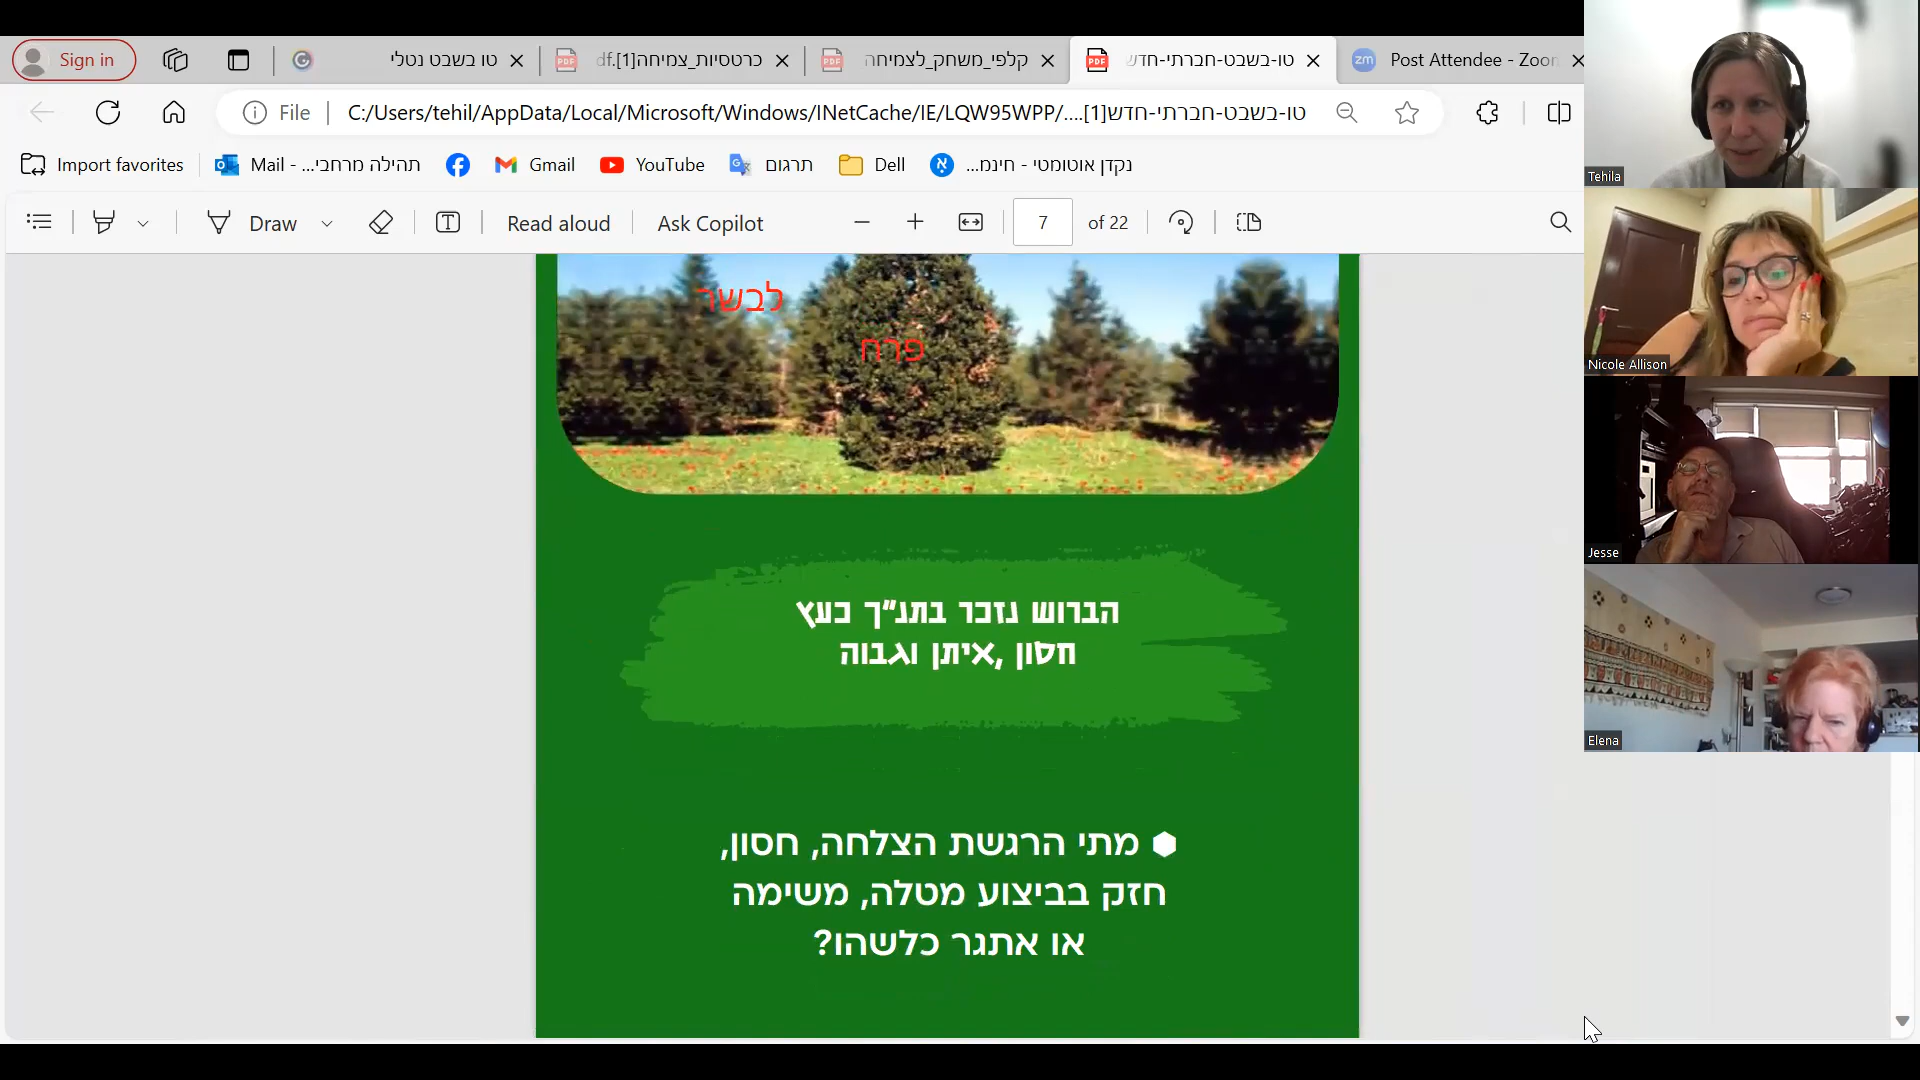 Sign in
טו בשבט נטלי
כרטסיות_צמיחה[1].df
קלפי_משחק_לצמיחה
טו-בשבט-חברתי-חדש
Post Attendee - Zoom
File
C:/Users/tehil/AppData/Local/Microsoft/Windows/INetCache/IE/LQW95WPP/....[1]טו-בשבט-חברתי-חדש
Import favorites
Mail - ...תהילה מרחבי
Gmail
YouTube
תרגום
Dell
נקדן אוטומטי - חינמ...
Draw
Read aloud
Ask Copilot
7 of 22
לבשר
פרח
הברוש נזכר בתנ"ך כעץ
חסון ,איתן וגבוה
מתי הרגשת הצלחה, חסון,
חזק בביצוע מטלה, משימה
או אתגר כלשהו?
Tehila
Nicole Allison
Jesse
Elena